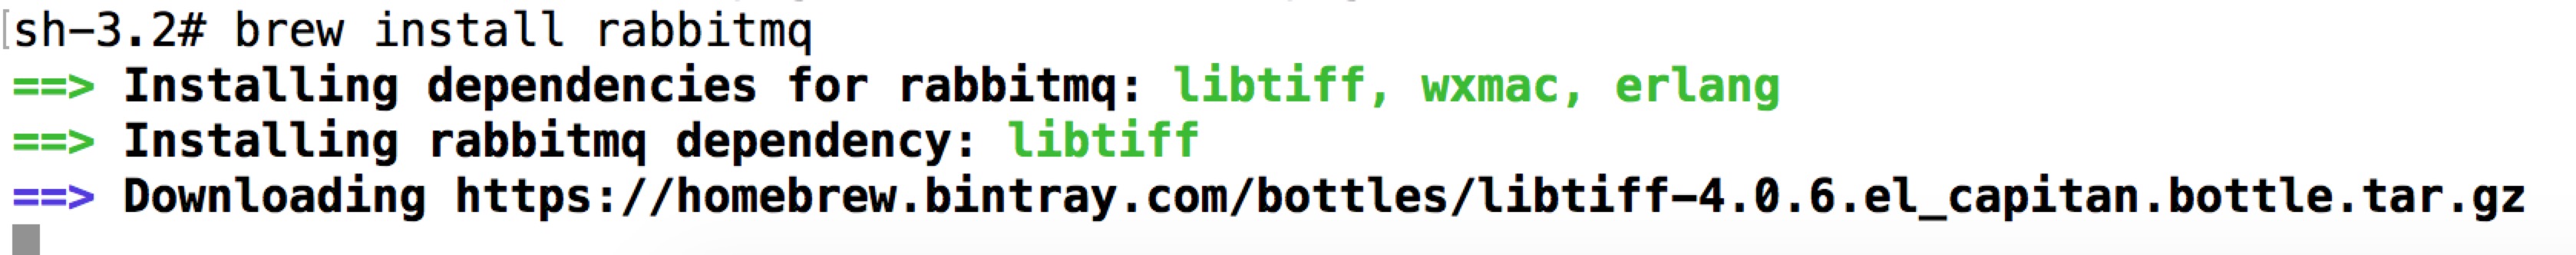 [sh-3.2# brew install rabbitmq
==> Installing dependencies for rabbitmq: libtiff, wxmac, erlang
==> Installing rabbitmq dependency: libtiff
==> Downloading https://homebrew.bintray.com/bottles/libtiff-4.0.6.el_capitan.bottle.tar.gz